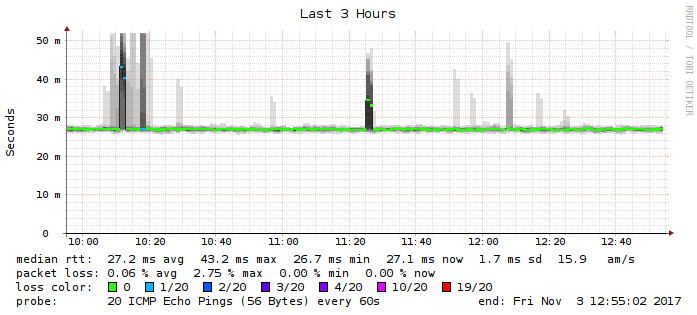 Last 3 Hours
RRDTOOL / TOBI OETIKER
Seconds
50 m
40 m
30 m
20 m
10 m
0
10:00 10:20 10:40 11:00 11:20 11:40 12:00 12:20 12:40
median rtt: 27.2 ms avg 43.2 ms max 26.7 ms min 27.1 ms now 1.7 ms sd 15.9 am/s
packet loss: 0.06 % avg 2.75 % max 0.00 % min 0.00 % now
loss color: 0 1/20 2/20 3/20 4/20 10/20 19/20
probe: 20 ICMP Echo Pings (56 Bytes) every 60s end: Fri Nov 3 12:55:02 2017